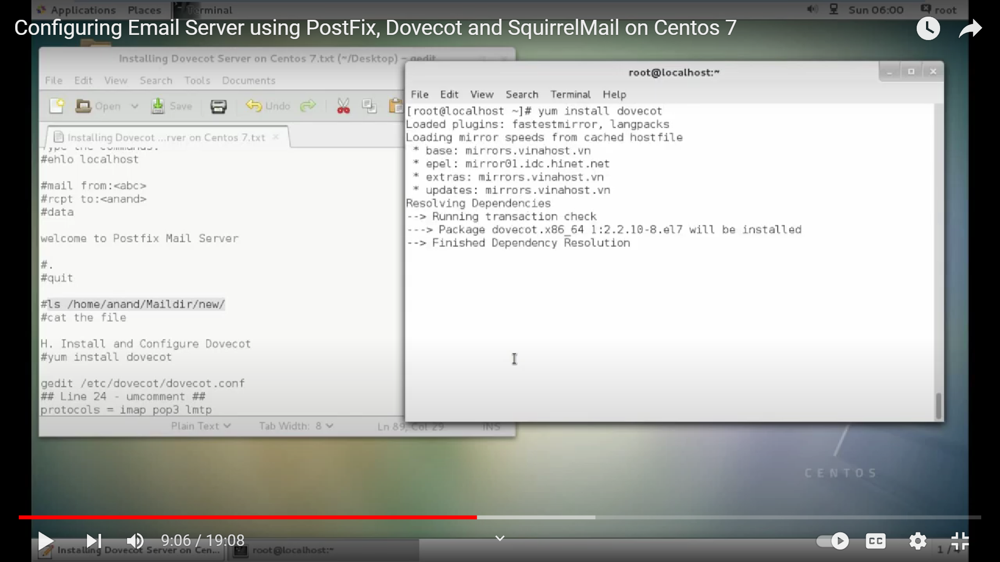 Applications Places Terminal Sun 06:00 root
Configuring Email Server using PostFix, Dovecot and SquirrelMail on Centos 7
Installing Dovecot Server on Centos 7.txt (~/Desktop) - gedit
File Edit View Search Tools Documents
Open Save Undo
Installing Dovecot ...rver on Centos 7.txt
Type the commands:
#ehlo localhost
#mail from:<abc>
#rcpt to:<anand>
#data
welcome to Postfix Mail Server
#.
#quit
#ls /home/anand/Maildir/new/
#cat the file
H. Install and Configure Dovecot
#yum install dovecot
gedit /etc/dovecot/dovecot.conf
## Line 24 - umcomment ##
protocols = imap pop3 lmtp
Plain Text Tab Width: 8 Ln 89, Col 29 INS
root@localhost:~
File Edit View Search Terminal Help
[root@localhost ~]# yum install dovecot
Loaded plugins: fastestmirror, langpacks
Loading mirror speeds from cached hostfile
* base: mirrors.vinahost.vn
* epel: mirror01.idc.hinet.net
* extras: mirrors.vinahost.vn
* updates: mirrors.vinahost.vn
Resolving Dependencies
--> Running transaction check
---> Package dovecot.x86_64 1:2.2.10-8.el7 will be installed
--> Finished Dependency Resolution
CENTOS
9:06 / 19:08
CC
Installing Dovecot Server on Cen... root@localhost:~ 1 / 4